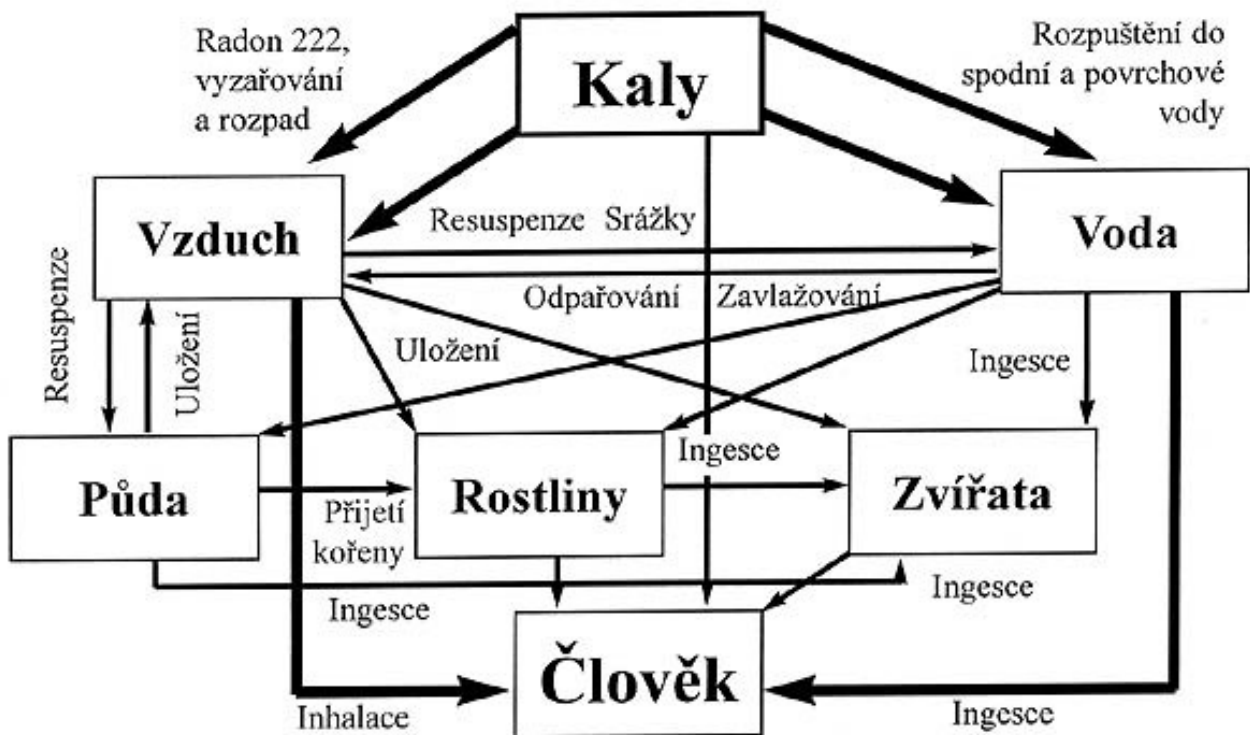 Radon 222,
vyzařování
a rozpad
Kaly
Rozpuštění do
spodní a povrchové
vody
Vzduch
Resuspenze Srážky
Voda
Odpařování Zavlažování
Resuspenze
Uložení
Uložení
Ingesce
Půda
Přijetí
kořeny
Rostliny
Ingesce
Zvířata
Ingesce
Ingesce
Člověk
Inhalace
Ingesce